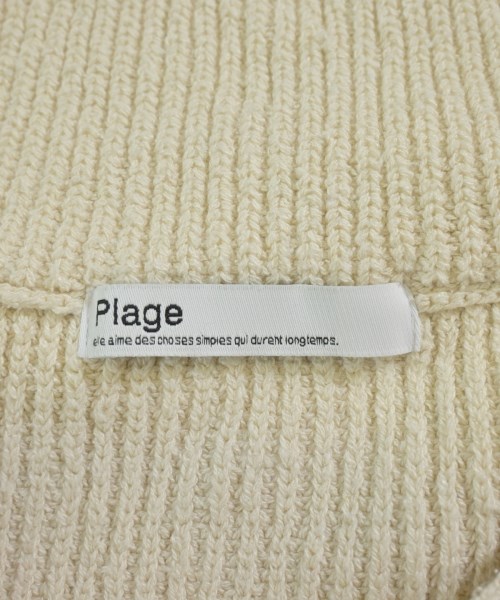 Plage
elle aime des choses simples qui durent longtemps.